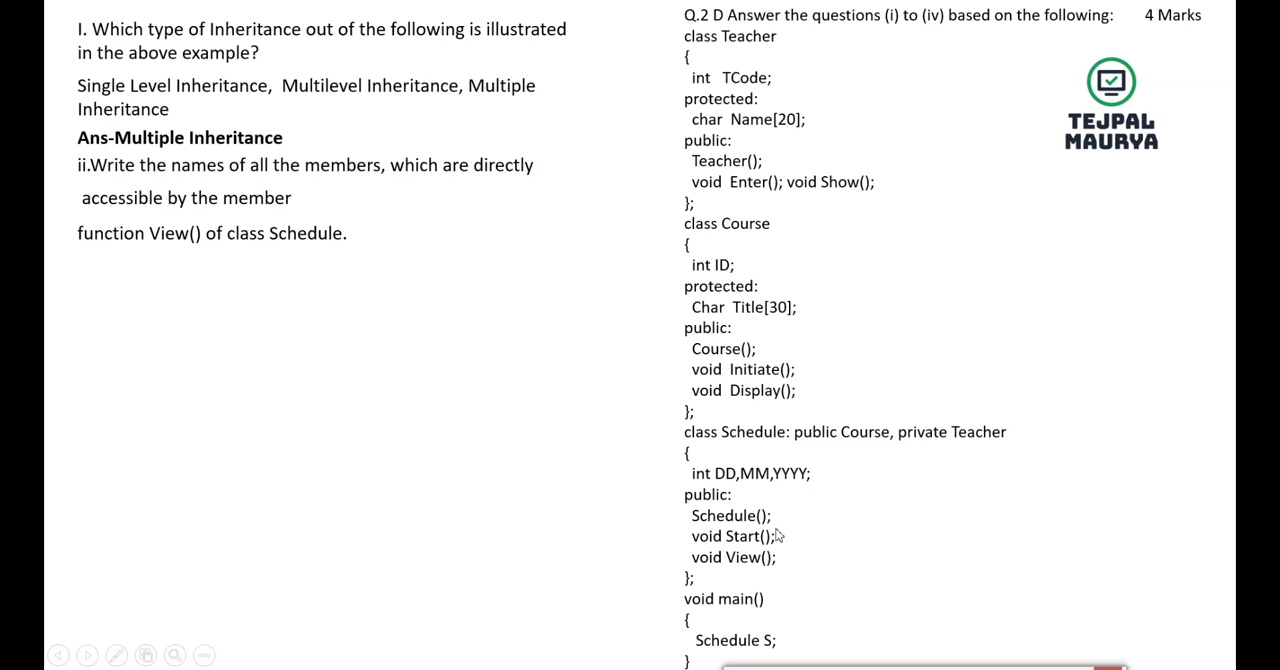 I. Which type of Inheritance out of the following is illustrated
in the above example?
Single Level Inheritance,  Multilevel Inheritance, Multiple
Inheritance
Ans-Multiple Inheritance
ii.Write the names of all the members, which are directly
accessible by the member
function View() of class Schedule.
Q.2 D Answer the questions (i) to (iv) based on the following:    4 Marks
class Teacher
{
int  TCode;
protected:
char  Name[20];
public:
Teacher();
void  Enter(); void Show();
};
class Course
{
int ID;
protected:
Char  Title[30];
public:
Course();
void  Initiate();
void  Display();
};
class Schedule: public Course, private Teacher
{
int DD,MM,YYYY;
public:
Schedule();
void Start();
void View();
};
void main()
{
Schedule S;
}
TEJPAL
MAURYA